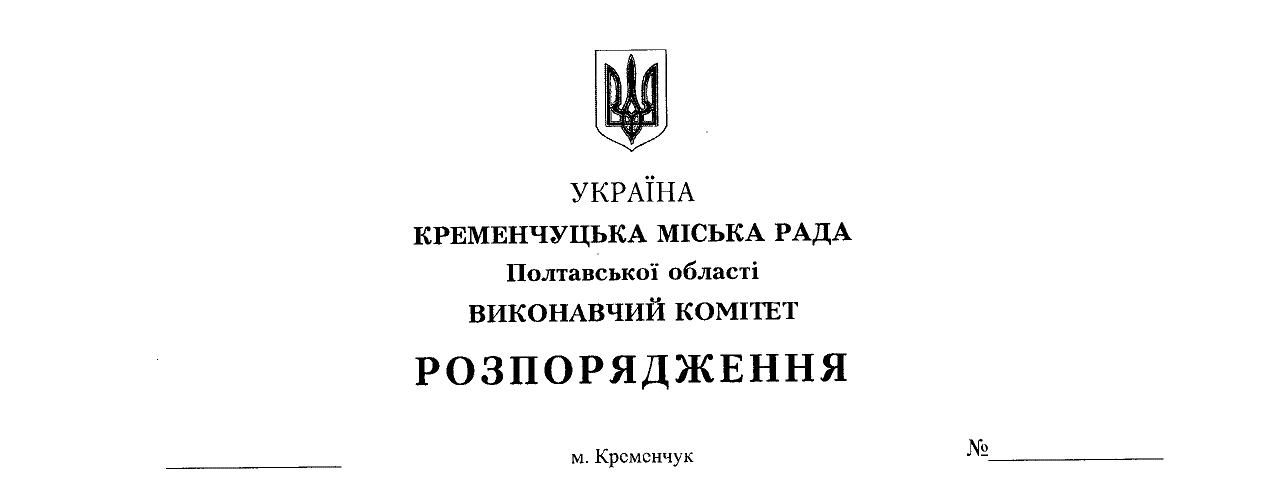 УКРАЇНА
КРЕМЕНЧУЦЬКА МІСЬКА РАДА
Полтавської області
ВИКОНАВЧИЙ КОМІТЕТ
РОЗПОРЯДЖЕННЯ
м. Кременчук
№